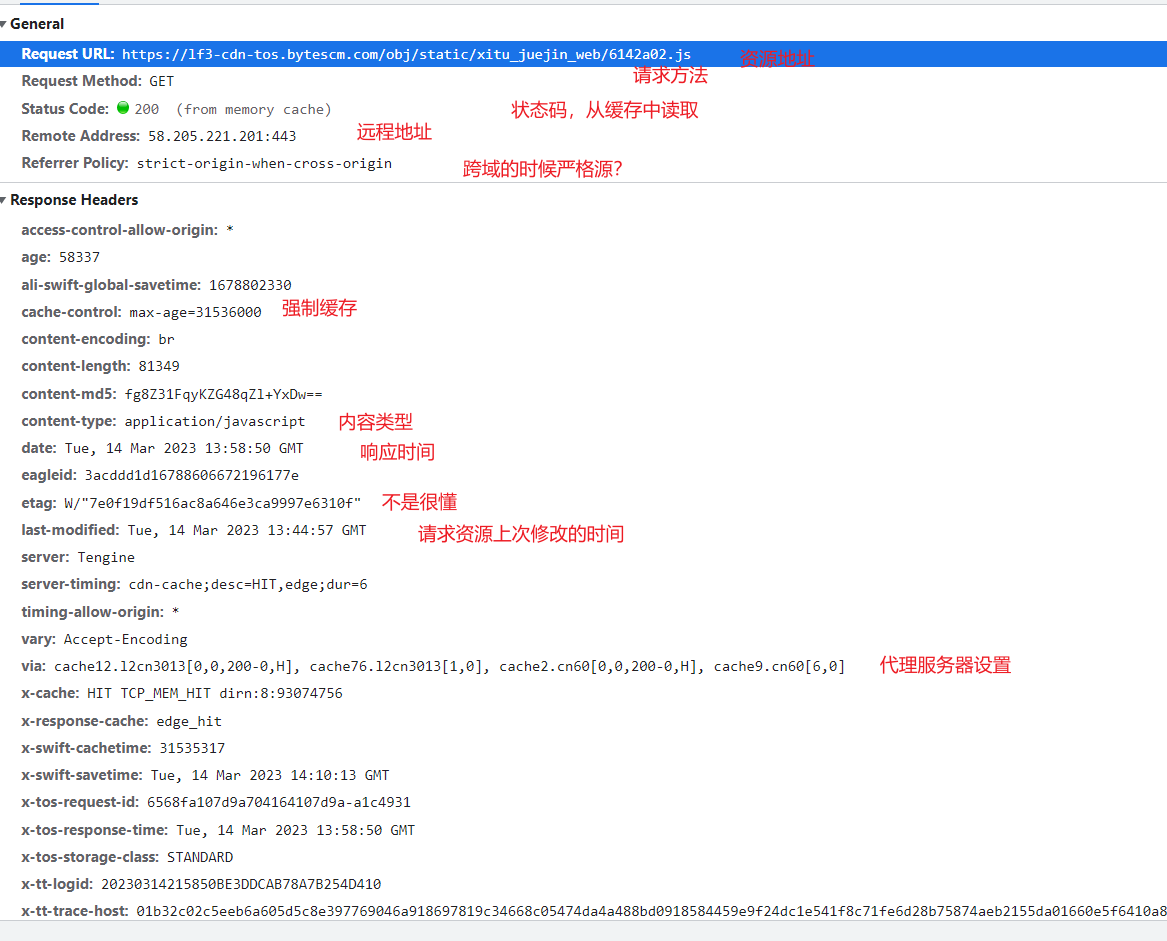 General
Request URL: https://lf3-cdn-tos.bytescm.com/obj/static/xitu_juejin_web/6142a02.js 资源地址
Request Method: GET 请求方法
Status Code: 200 (from memory cache) 状态码，从缓存中读取
Remote Address: 58.205.221.201:443 远程地址
Referrer Policy: strict-origin-when-cross-origin 跨域的时候严格源？
Response Headers
access-control-allow-origin: *
age: 58337
ali-swift-global-savetime: 1678802330
cache-control: max-age=31536000 强制缓存
content-encoding: br
content-length: 81349
content-md5: fg8Z31FqyKZG48qZl+YxDw==
content-type: application/javascript 内容类型
date: Tue, 14 Mar 2023 13:58:50 GMT 响应时间
eagleid: 3acddd1d16788606672196177e
etag: W/"7e0f19df516ac8a646e3ca9997e6310f" 不是很懂
last-modified: Tue, 14 Mar 2023 13:44:57 GMT 请求资源上次修改的时间
server: Tengine
server-timing: cdn-cache;desc=HIT,edge;dur=6
timing-allow-origin: *
vary: Accept-Encoding
via: cache12.l2cn3013[0,0,200-0,H], cache76.l2cn3013[1,0], cache2.cn60[0,0,200-0,H], cache9.cn60[6,0] 代理服务器设置
x-cache: HIT TCP_MEM_HIT dirn:8:93074756
x-response-cache: edge_hit
x-swift-cachetime: 31535317
x-swift-savetime: Tue, 14 Mar 2023 14:10:13 GMT
x-tos-request-id: 6568fa107d9a704164107d9a-a1c4931
x-tos-response-time: Tue, 14 Mar 2023 13:58:50 GMT
x-tos-storage-class: STANDARD
x-tt-logid: 20230314215850BE3DDCAB78A7B254D410
x-tt-trace-host: 01b32c02c5eeb6a605d5c8e397769046a918697819c34668c05474da4a488bd0918584459e9f24dc1e541f8c71fe6d28b75874aeb2155da01660e5f6410a8